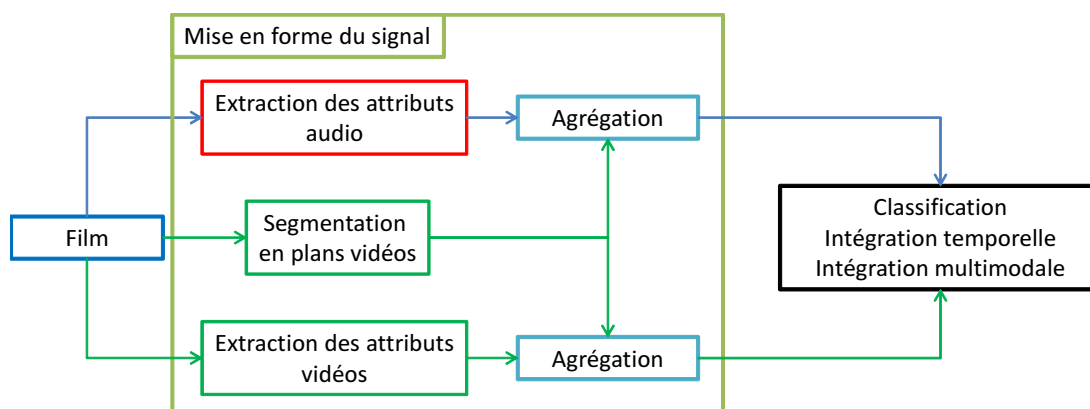 Mise en forme du signal
Extraction des attributs
audio
Agrégation
Film
Segmentation
en plans vidéos
Classification
Intégration temporelle
Intégration multimodale
Extraction des attributs
vidéos
Agrégation